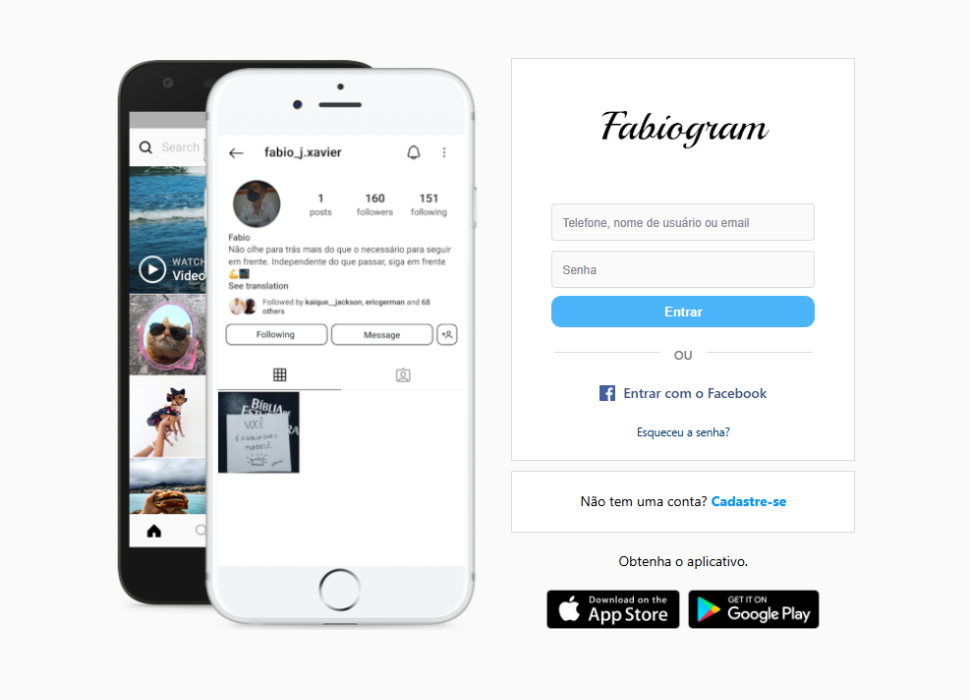 Search
WATCH
Video
fabio_j.xavier
1 160 151
posts followers following
Fabio
Não olhe para trás mais do que o necessário para seguir
em frente. Independente do que passar, siga em frente
💪
See translation
Followed by kaique__jackson, ericgerman and 68
others
Following Message
BÍBLIA
VOCÊ
Fabiogram
Telefone, nome de usuário ou email
Senha
Entrar
OU
Entrar com o Facebook
Esqueceu a senha?
Não tem uma conta? Cadastre-se
Obtenha o aplicativo.
Download on the
App Store
GET IT ON
Google Play